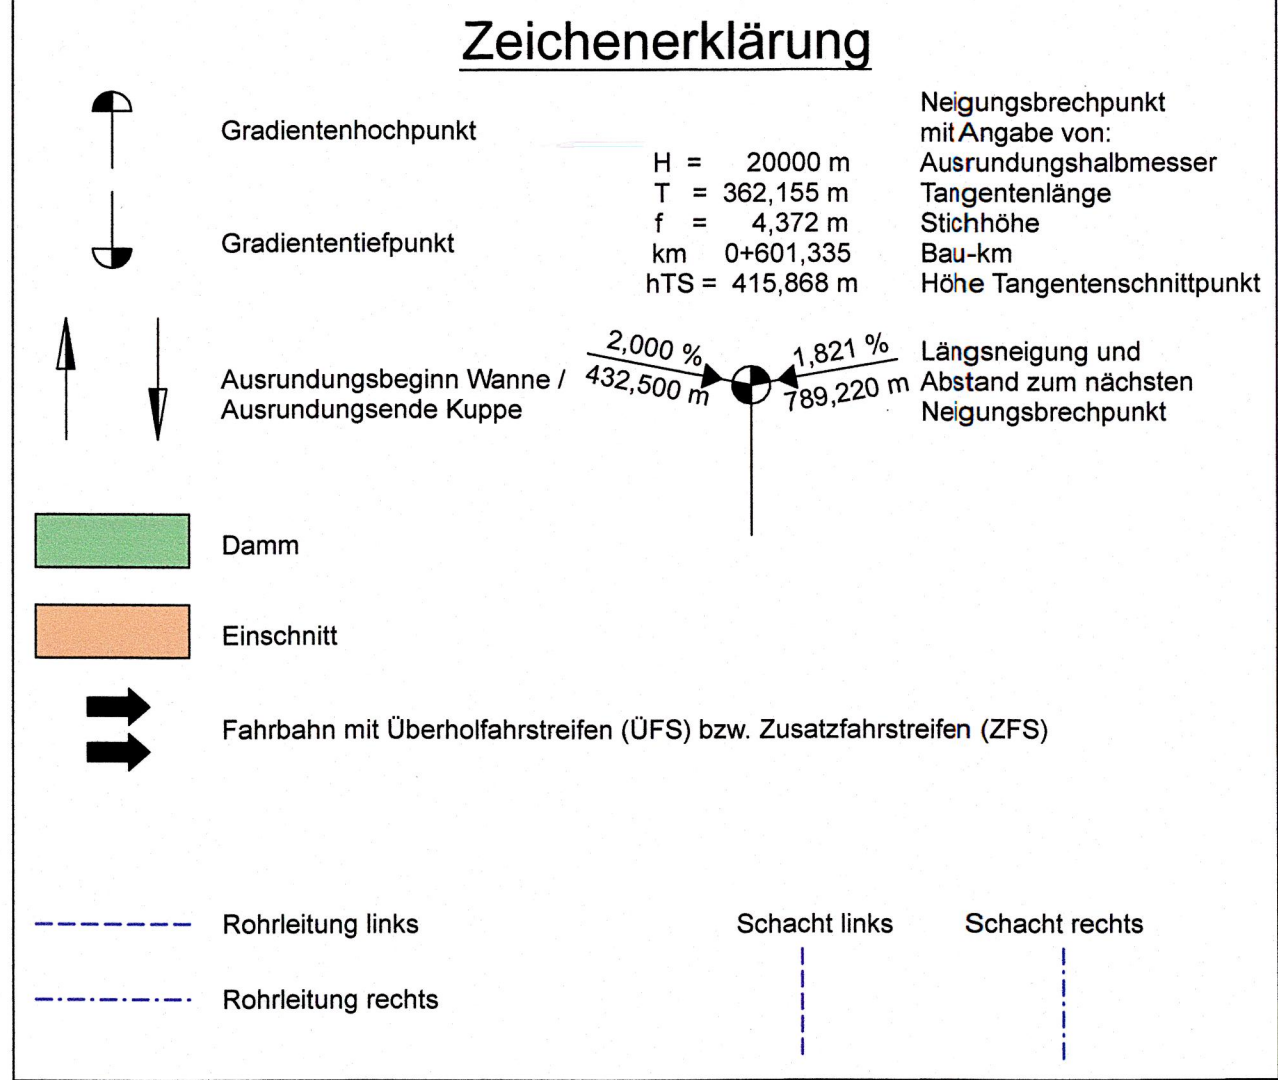 Zeichenerklärung
Gradientenhochpunkt
Gradiententiefpunkt
Ausrundungsbeginn Wanne /
Ausrundungsende Kuppe
Neigungsbrechpunkt
mit Angabe von:
H = 20000 m Ausrundungshalbmesser
T = 362,155 m Tangentenlänge
f = 4,372 m Stichhöhe
km 0+601,335 Bau-km
hTS = 415,868 m Höhe Tangentenschnittpunkt
2,000 %
432,500 m
1,821 %
789,220 m
Längsneigung und
Abstand zum nächsten
Neigungsbrechpunkt
Damm
Einschnitt
Fahrbahn mit Überholfahrstreifen (ÜFS) bzw. Zusatzfahrstreifen (ZFS)
Rohrleitung links
Schacht links
Schacht rechts
Rohrleitung rechts